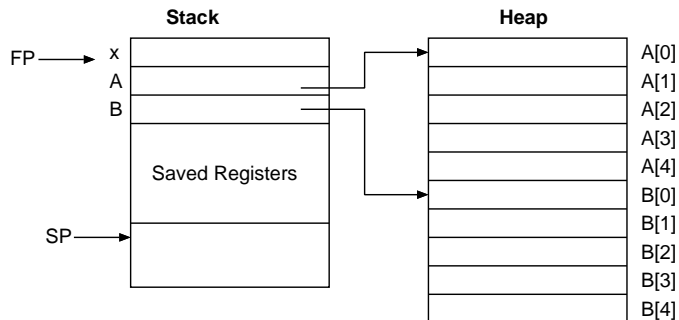 Stack
Heap
FP
x
A
B
Saved Registers
SP
A[0]
A[1]
A[2]
A[3]
A[4]
B[0]
B[1]
B[2]
B[3]
B[4]